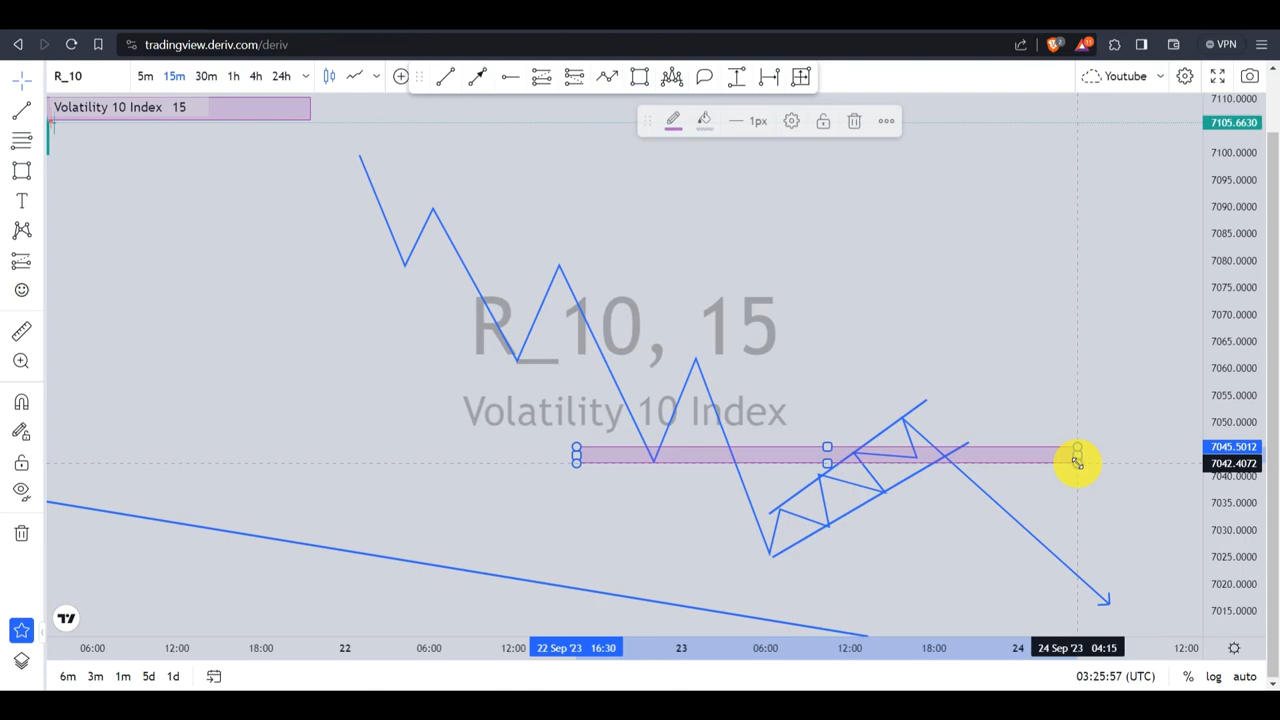 tradingview.deriv.com/deriv
2
11
VPN
R_10
5m 15m 30m 1h 4h 24h
Youtube
Volatility 10 Index 15
1px
R_10, 15
Volatility 10 Index
7110.0000
7105.6630
7100.0000
7095.0000
7090.0000
7085.0000
7080.0000
7075.0000
7070.0000
7065.0000
7060.0000
7055.0000
7050.0000
7045.5012
7042.4072
7040.0000
7035.0000
7030.0000
7025.0000
7020.0000
7015.0000
06:00 12:00 18:00 22 06:00 12:00 22 Sep '23 16:30 23 06:00 12:00 18:00 24 24 Sep '23 04:15 12:00
6m 3m 1m 5d 1d
03:25:57 (UTC) % log auto